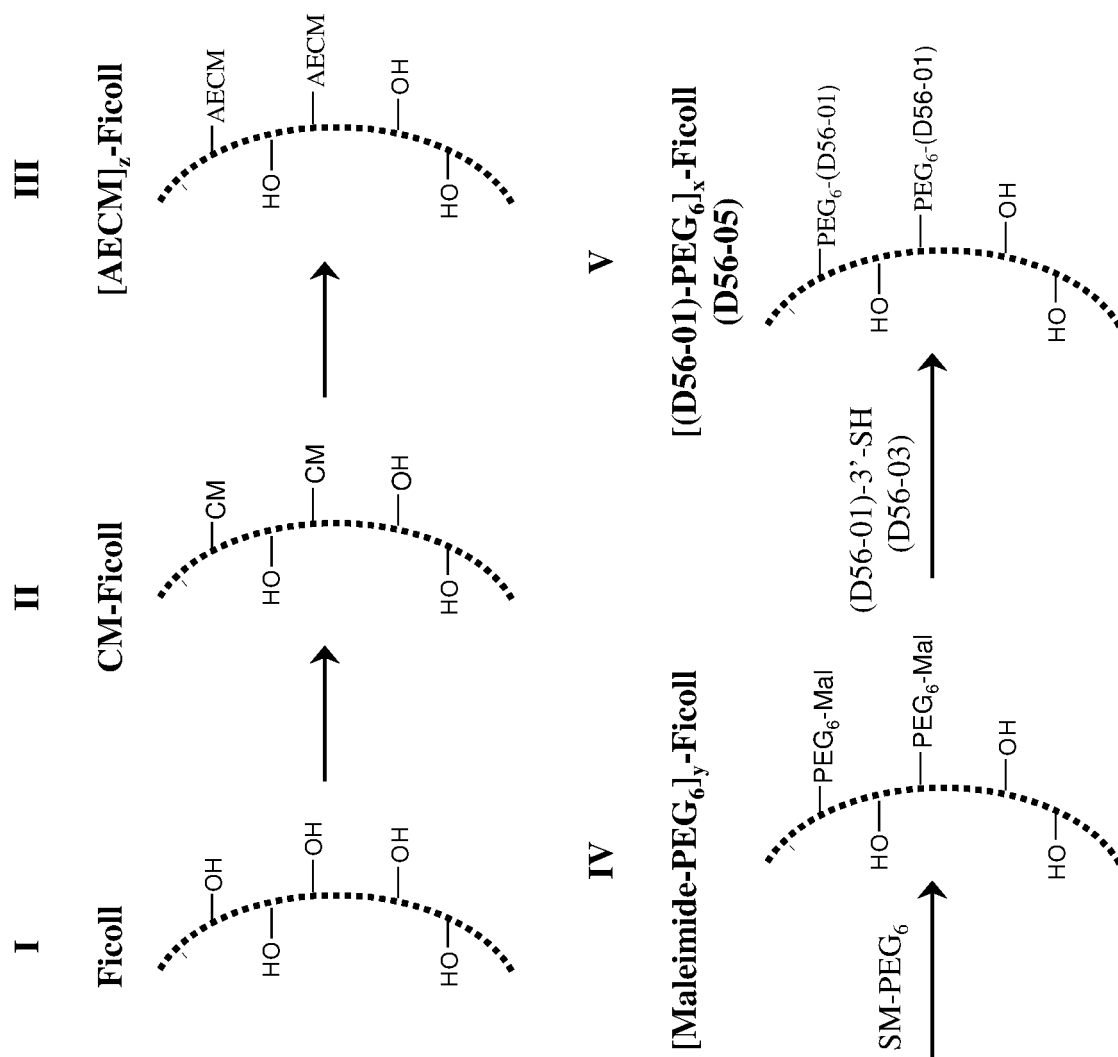 I
Ficoll
OH
HO
OH
OH
HO
II
CM-Ficoll
CM
HO
CM
OH
HO
III
[AECM]z-Ficoll
AECM
HO
AECM
OH
HO
SM-PEG6
IV
[Maleimide-PEG6]y-Ficoll
PEG6-Mal
HO
PEG6-Mal
OH
HO
(D56-01)-3’-SH
(D56-03)
V
[(D56-01)-PEG6]x-Ficoll
(D56-05)
PEG6-(D56-01)
HO
PEG6-(D56-01)
OH
HO